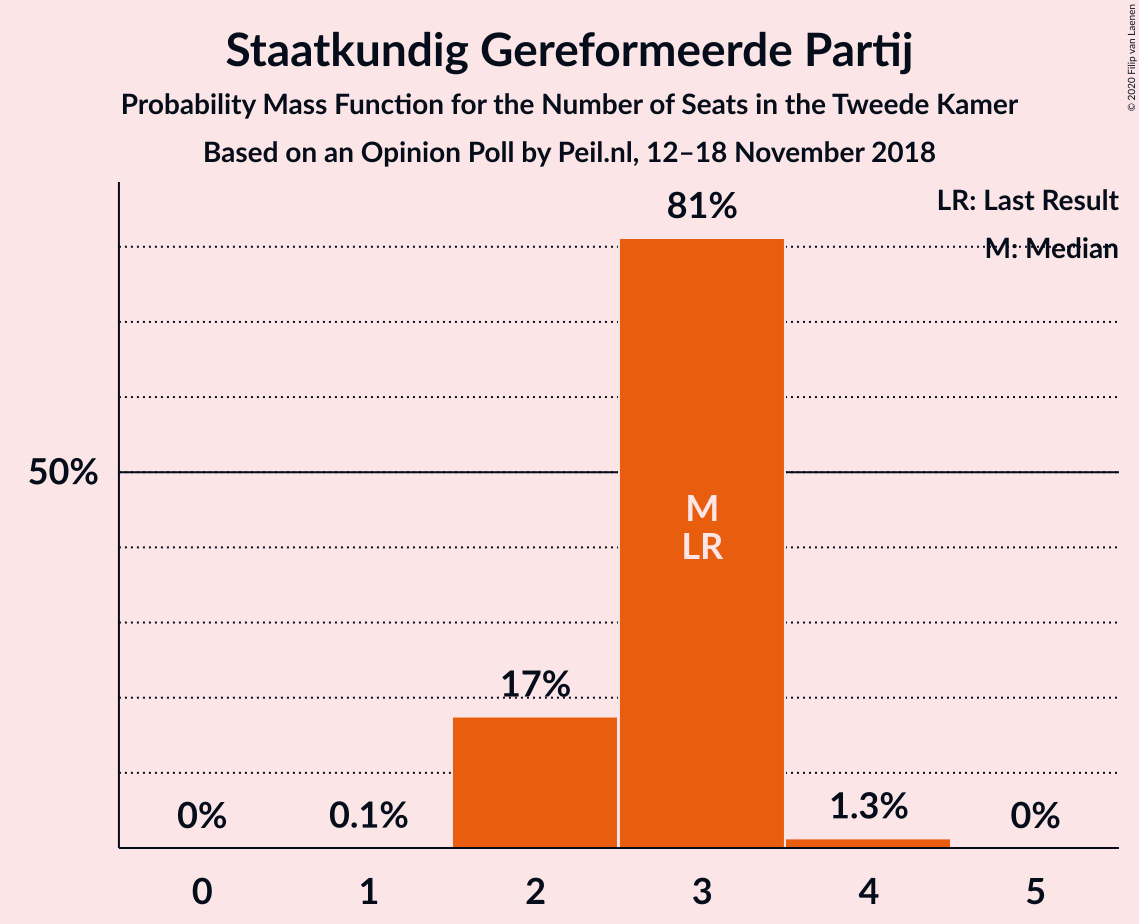 Staatkundig Gereformeerde Partij
Probability Mass Function for the Number of Seats in the Tweede Kamer
Based on an Opinion Poll by Peil.nl, 12–18 November 2018
© 2020 Filip van Laenen
LR: Last Result
M: Median
81%
50%
M
LR
17%
0%
0.1%
1.3%
0%
0
1
2
3
4
5